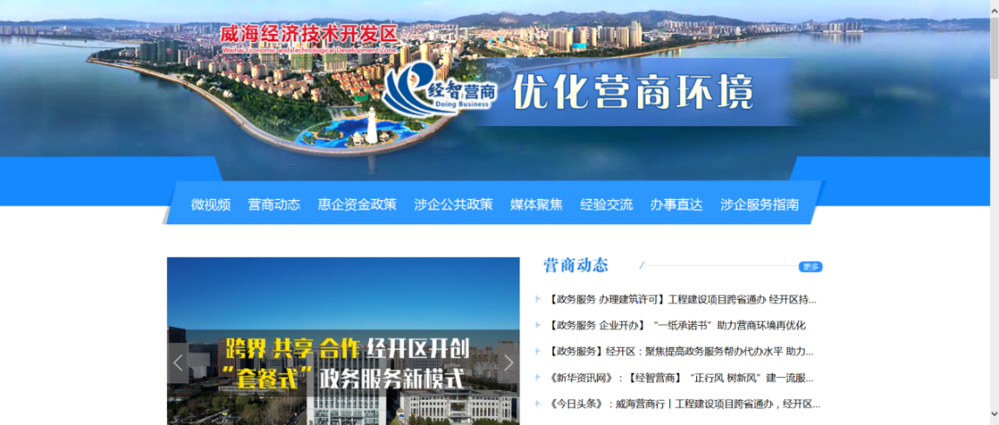 威海经济技术开发区
Weihai Economic and Technological Development Zone
经智营商
Doing Business
优化营商环境
微视频 营商动态 惠企资金政策 涉企公共政策 媒体聚焦 经验交流 办事直达 涉企服务指南
跨界 共享 合作 经开区开创
“套餐式” 政务服务新模式
营商动态
更多
【政务服务 办理建筑许可】工程建设项目跨省通办 经开区持...
【政务服务 企业开办】“一纸承诺书”助力营商环境再优化
【政务服务】经开区：聚焦提高政务服务帮办代办水平 助力...
《新华资讯网》：【经智营商】“正行风 树新风”建一流服...
《今日头条》：威海营商行丨工程建设项目跨省通办，经开区...